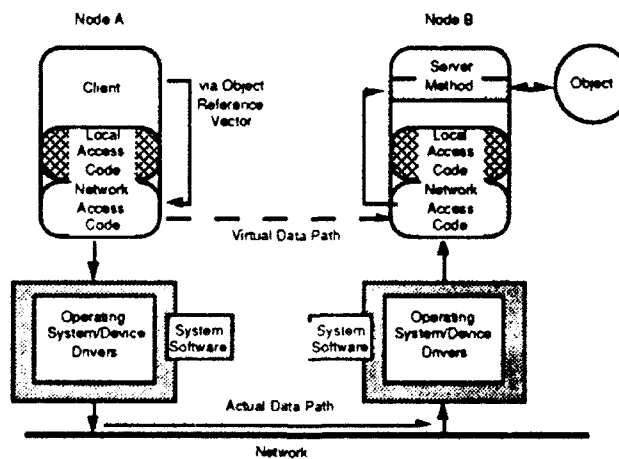 Node A
Node B
Client
via Object
Reference
Vector
Local
Access
Code
Network
Access
Code
Server
Method
Object
Local
Access
Code
Network
Access
Code
Virtual Data Path
Operating
System/Device
Drivers
System
Software
System
Software
Operating
System/Device
Drivers
Actual Data Path
Network